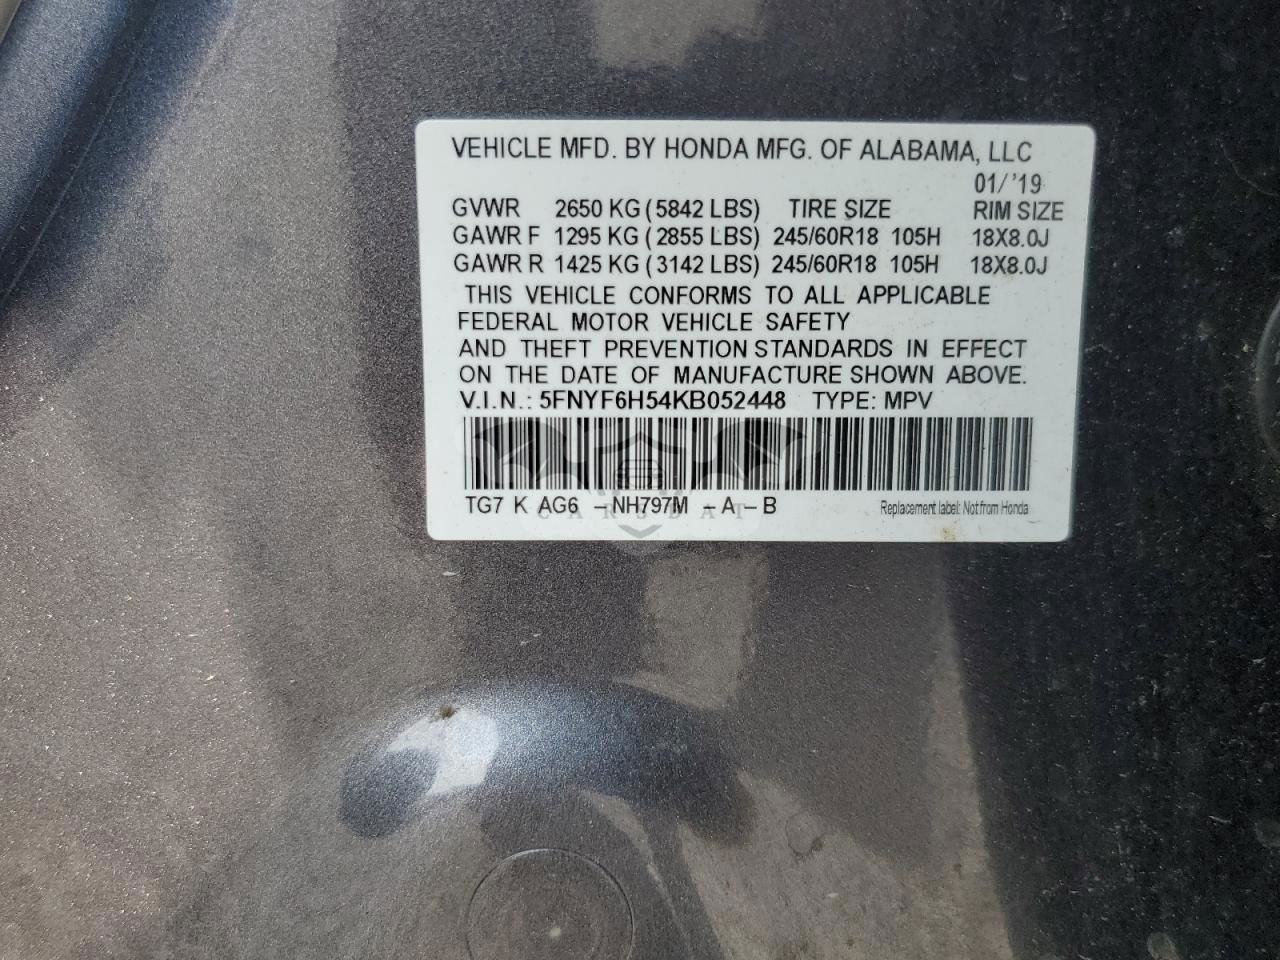 VEHICLE MFD. BY HONDA MFG. OF ALABAMA, LLC
01/ '19
GVWR 2650 KG (5842 LBS) TIRE SIZE RIM SIZE
GAWR F 1295 KG (2855 LBS) 245/60R18 105H 18X8.0J
GAWR R 1425 KG (3142 LBS) 245/60R18 105H 18X8.0J
THIS VEHICLE CONFORMS TO ALL APPLICABLE
FEDERAL MOTOR VEHICLE SAFETY
AND THEFT PREVENTION STANDARDS IN EFFECT
ON THE DATE OF MANUFACTURE SHOWN ABOVE.
V.I.N.: 5FNYF6H54KB052448 TYPE: MPV
TG7 K AG6 –NH797M –A–B Replacement label: Not from Honda
CARSDAT